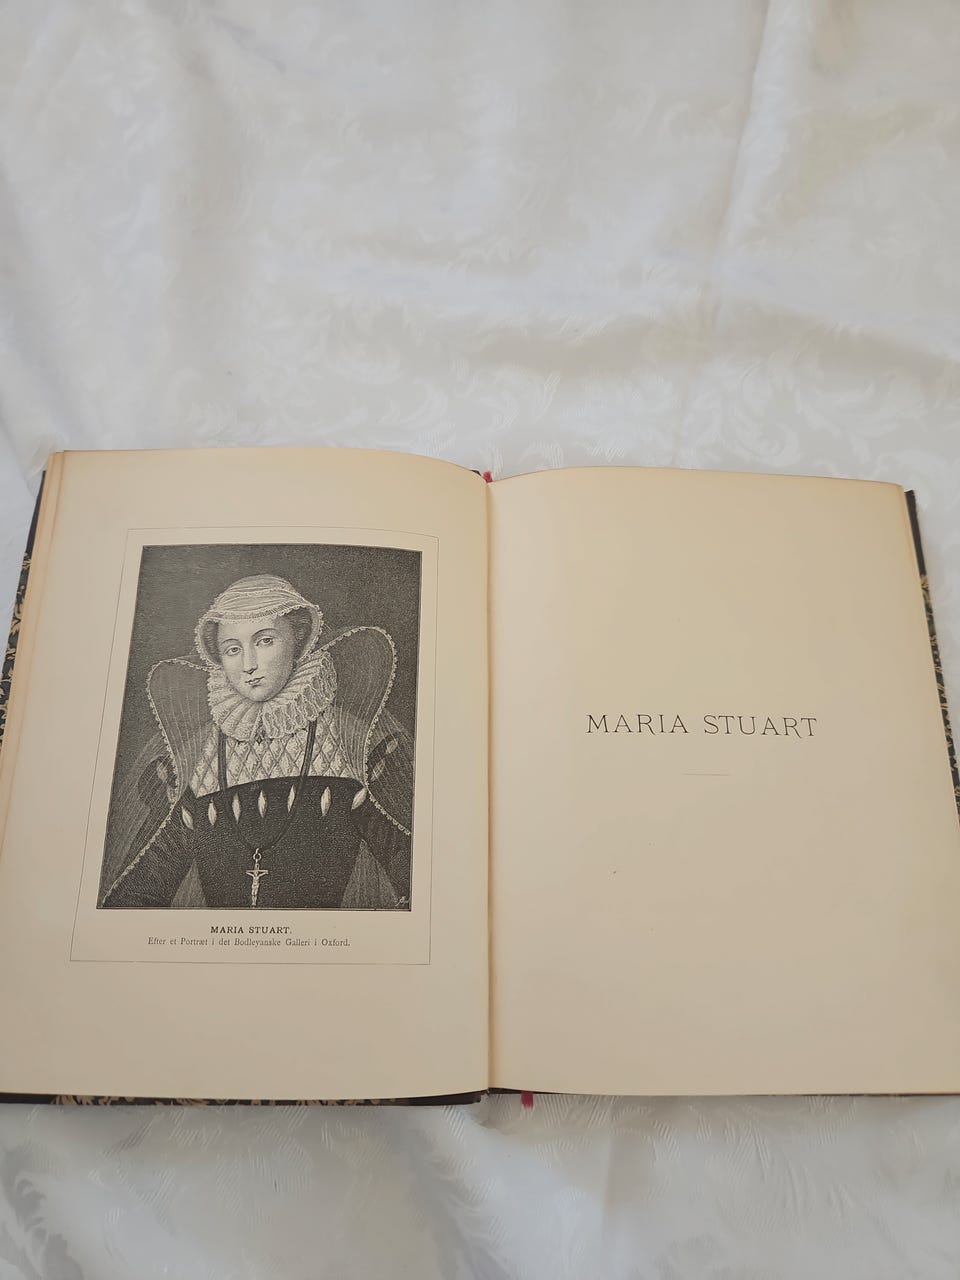 MARIA STUART.
Efter et Portræt i det Bodleyanske Galleri i Oxford.
MARIA STUART